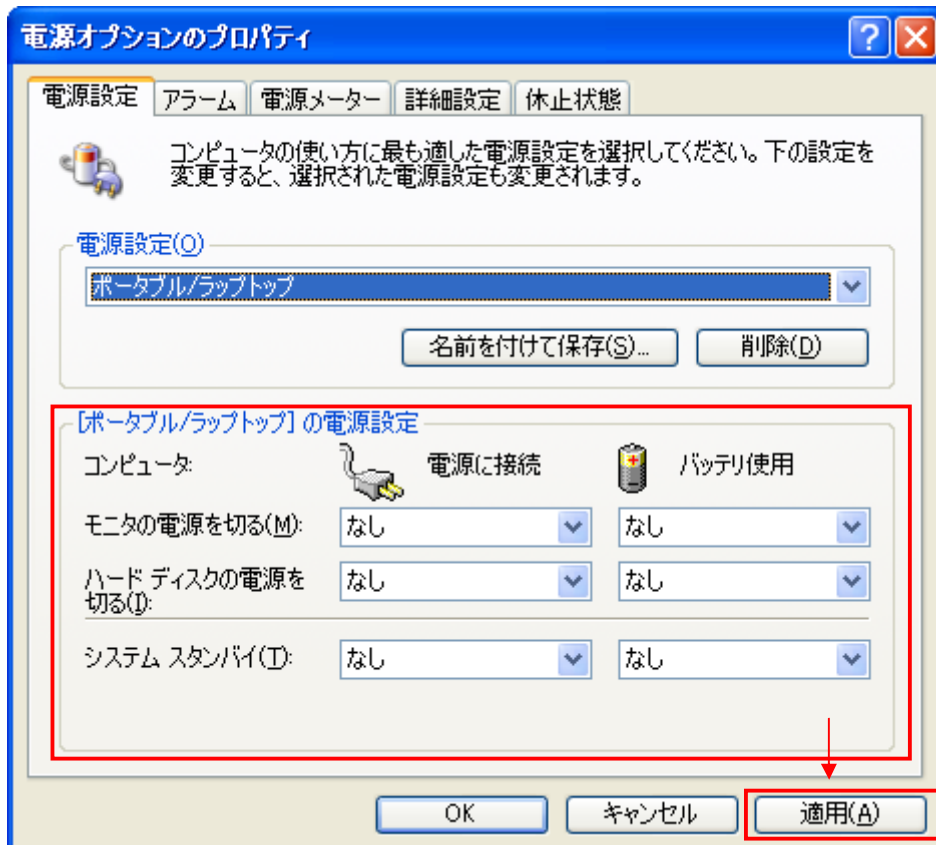 電源オプションのプロパティ
電源設定 アラーム 電源メーター 詳細設定 休止状態
コンピュータの使い方に最も適した電源設定を選択してください。下の設定を
変更すると、選択された電源設定も変更されます。
電源設定(O)
ポータブル/ラップトップ
名前を付けて保存(S)... 削除(D)
[ポータブル/ラップトップ] の電源設定
コンピュータ: 電源に接続 バッテリ使用
モニタの電源を切る(M): なし なし
ハード ディスクの電源を
切る(I): なし なし
システム スタンバイ(T): なし なし
OK キャンセル 適用(A)